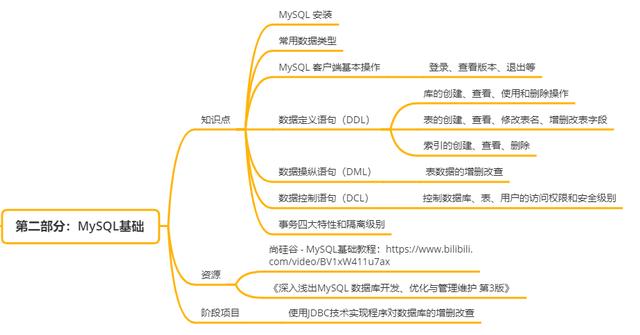 第二部分：MySQL基础
知识点
MySQL 安装
常用数据类型
MySQL 客户端基本操作
登录、查看版本、退出等
数据定义语句（DDL）
库的创建、查看、使用和删除操作
表的创建、查看、修改表名、增删改表字段
索引的创建、查看、删除
数据操纵语句（DML）
表数据的增删改查
数据控制语句（DCL）
控制数据库、表、用户的访问权限和安全级别
事务四大特性和隔离级别
资源
尚硅谷 - MySQL基础教程：https://www.bilibili.
com/video/BV1xW411u7ax
《深入浅出MySQL 数据库开发、优化与管理维护 第3版》
阶段项目
使用JDBC技术实现程序对数据库的增删改查